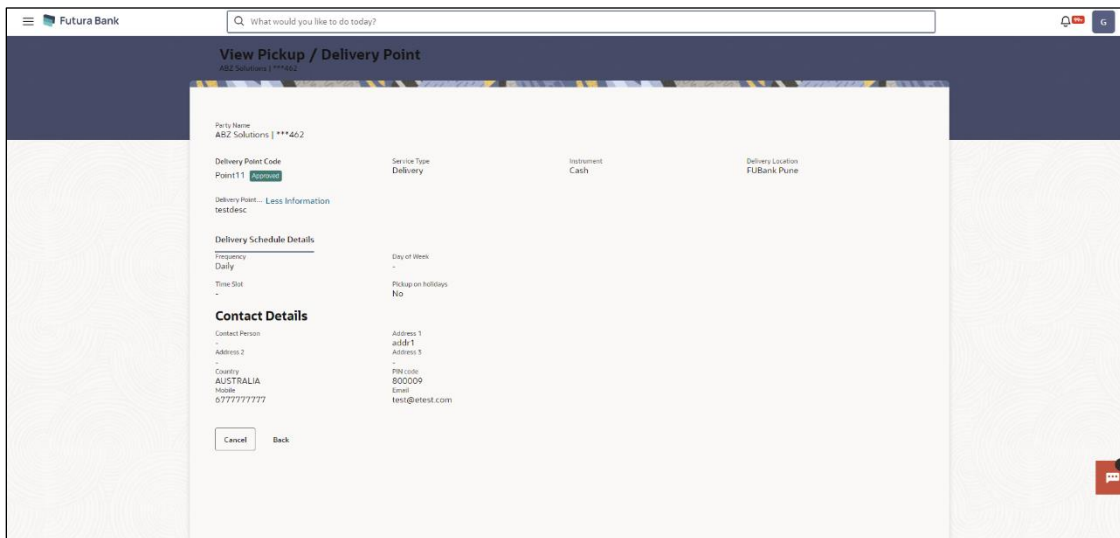 Futura Bank
What would you like to do today?
99+
G
View Pickup / Delivery Point
ABZ Solutions | ***462
Party Name
ABZ Solutions | ***462
Delivery Point Code
Point11 Approved
Service Type
Delivery
Instrument
Cash
Delivery Location
FUBank Pune
Delivery Point... Less Information
testdesc
Delivery Schedule Details
Frequency
Daily
Day of Week
-
Time Slot
-
Pickup on holidays
No
Contact Details
Contact Person
-
Address 1
addr1
Address 2
-
Address 3
-
Country
AUSTRALIA
PIN code
800009
Mobile
6777777777
Email
test@etest.com
Cancel Back